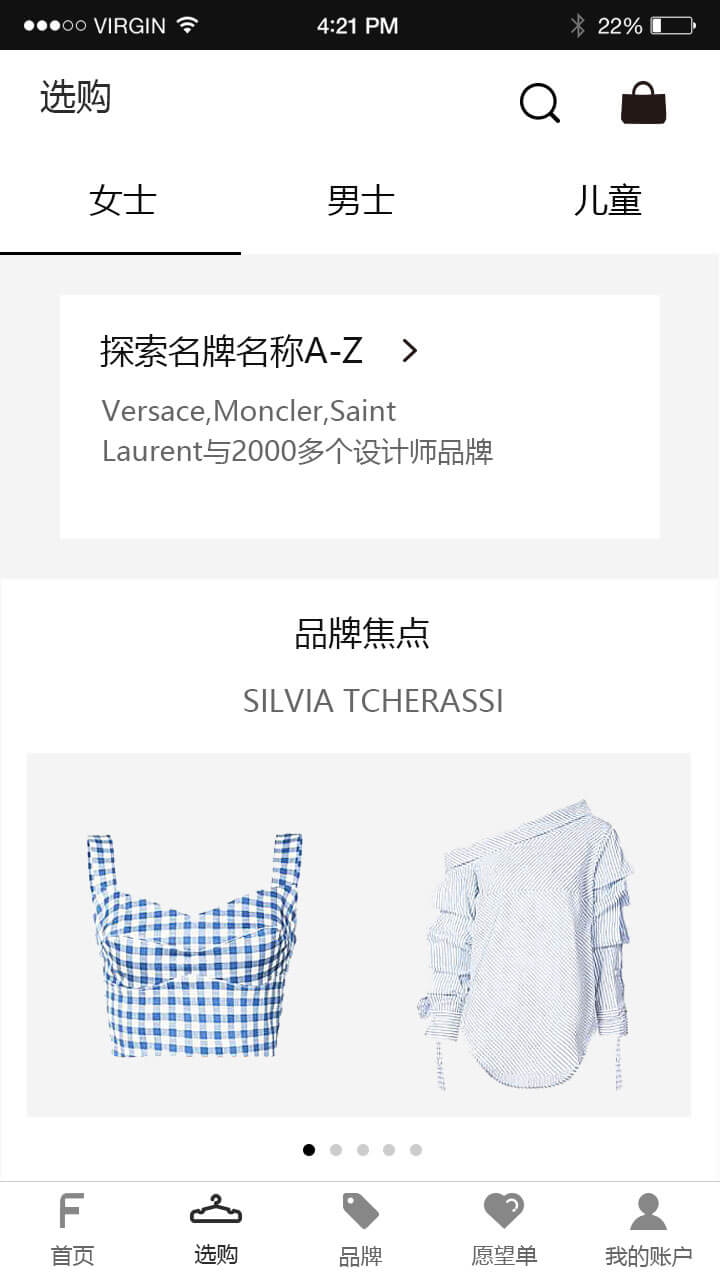 VIRGIN 4:21 PM 22%
选购
女士 男士 儿童
探索名牌名称A-Z
Versace,Moncler,Saint
Laurent与2000多个设计师品牌
品牌焦点
SILVIA TCHERASSI
首页 选购 品牌 愿望单 我的账户